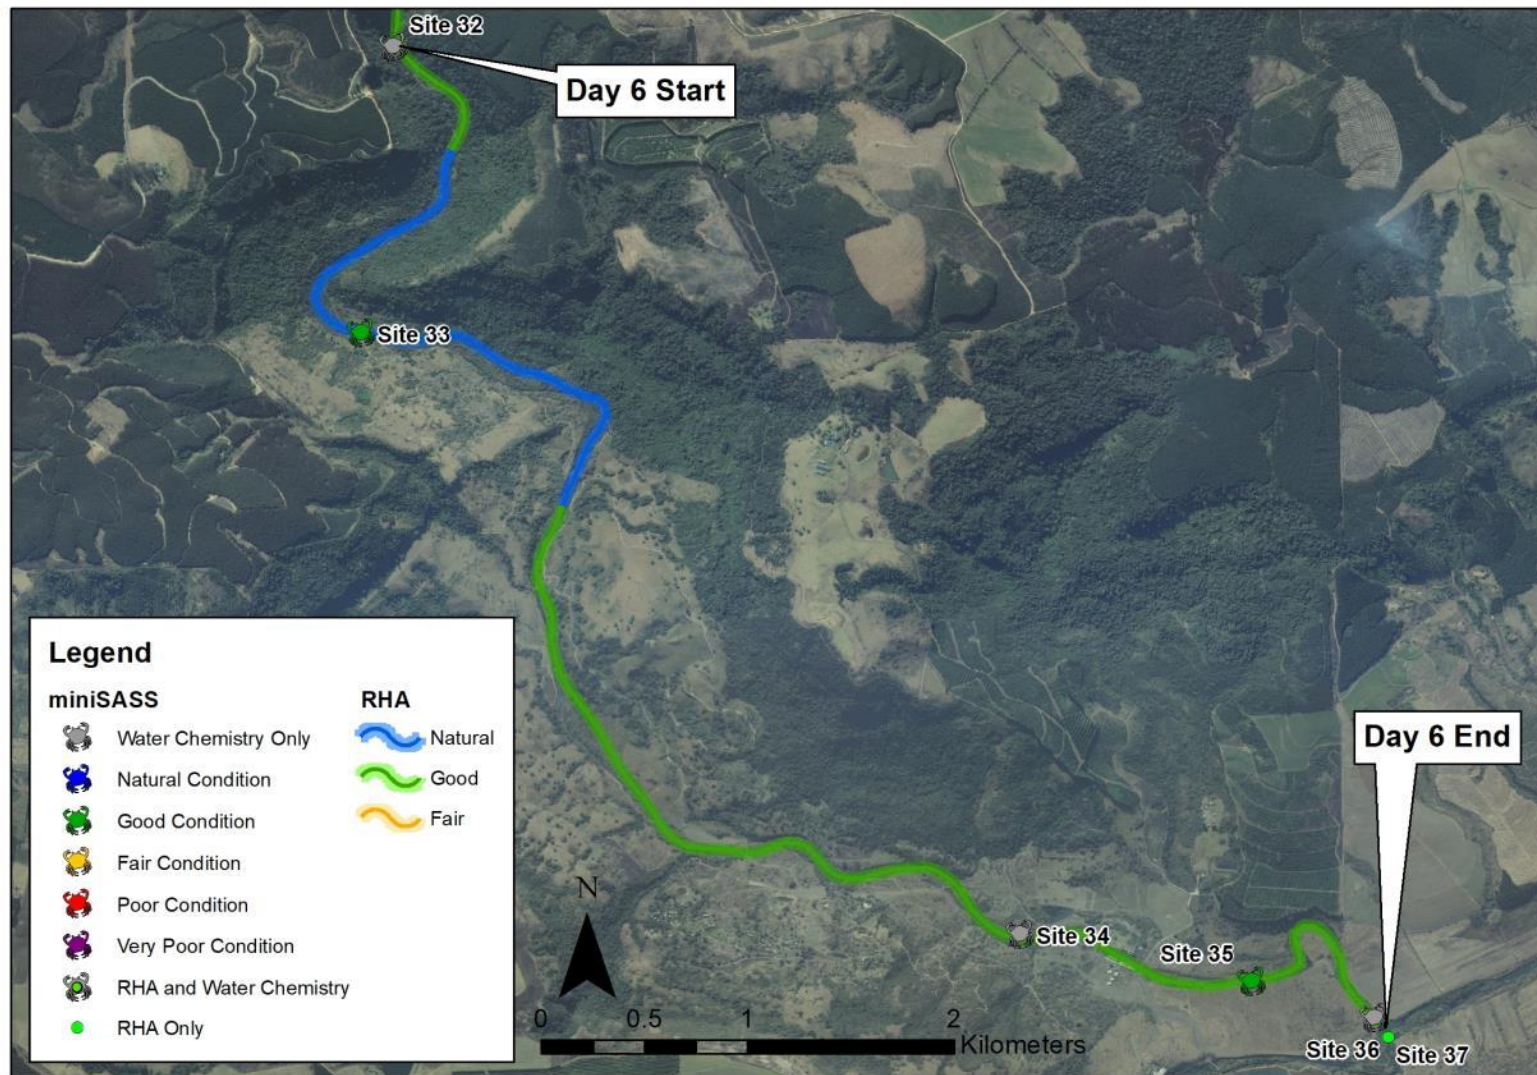 Site 32
Day 6 Start
Site 33
Day 6 End
Site 34
Site 35
Site 36
Site 37
Legend
miniSASS
RHA
Water Chemistry Only
Natural
Natural Condition
Good
Good Condition
Fair
Fair Condition
Poor Condition
Very Poor Condition
RHA and Water Chemistry
RHA Only
N
0 0.5 1 2
Kilometers